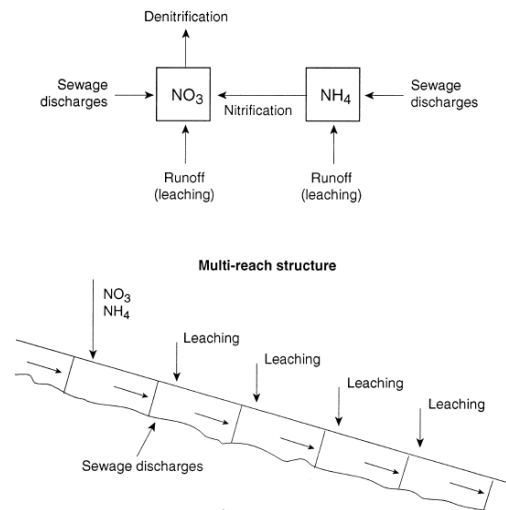 Denitrification
Sewage
discharges
NO3
Nitrification
NH4
Sewage
discharges
Runoff
(leaching)
Runoff
(leaching)
Multi-reach structure
NO3
NH4
Leaching
Leaching
Leaching
Leaching
Sewage discharges